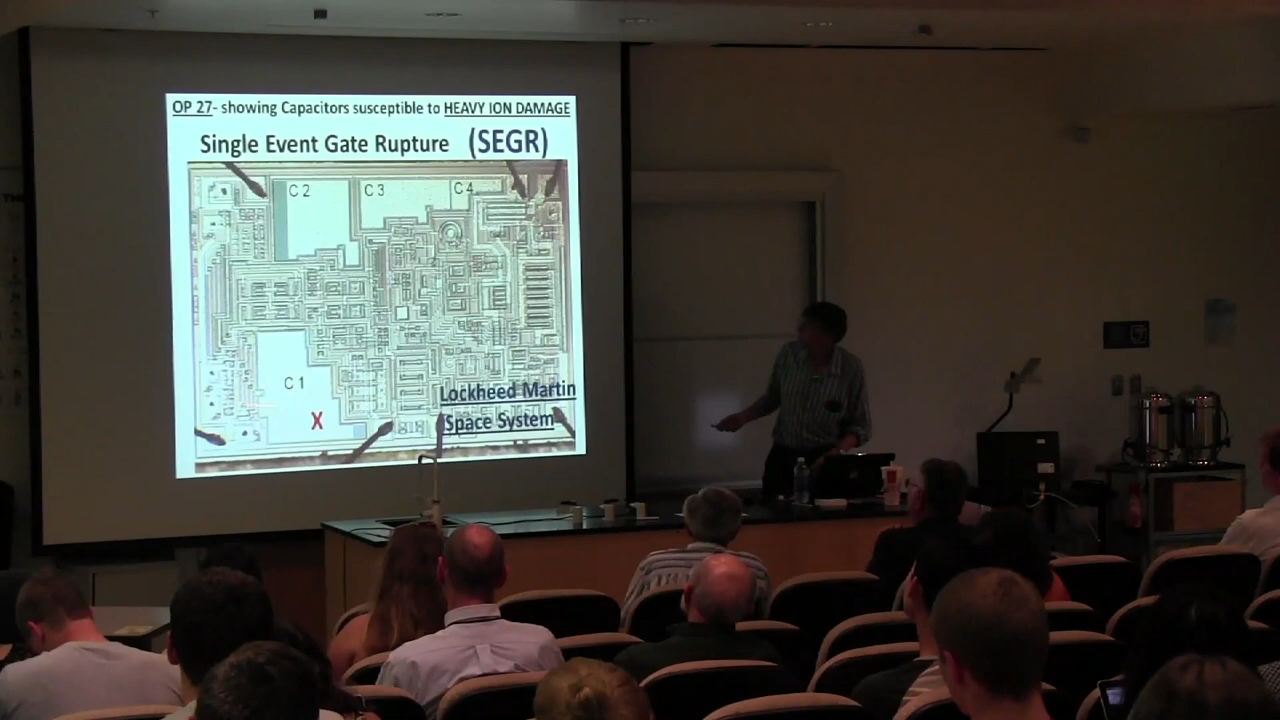 OP 27- showing Capacitors susceptible to HEAVY ION DAMAGE
Single Event Gate Rupture (SEGR)
C 2
C 3
C 4
C 1
X
Lockheed Martin
Space System